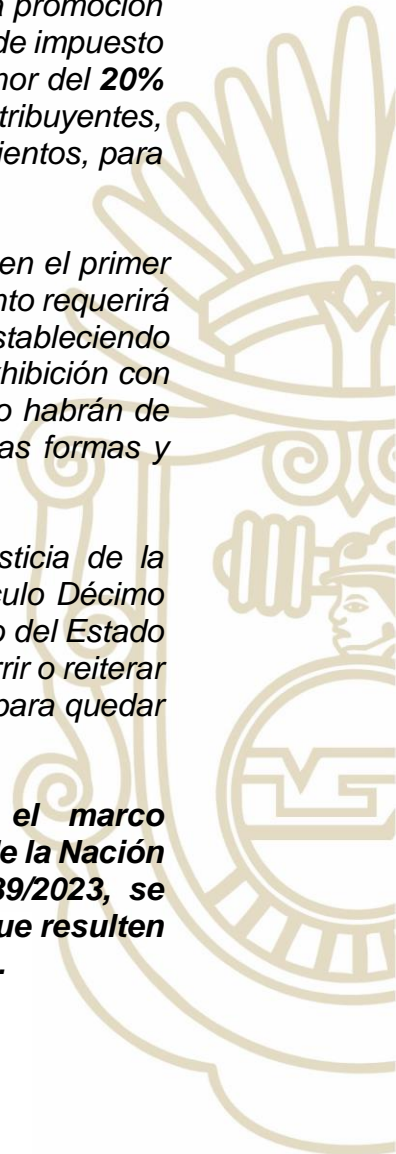 a promoción
de impuesto
nor del 20%
tribuyentes,
ientos, para
en el primer
nto requerirá
stableciendo
hibición con
o habrán de
as formas y
sticia de la
culo Décimo
o del Estado
rrir o reiterar
para quedar
el marco
de la Nación
39/2023, se
ue resulten
.